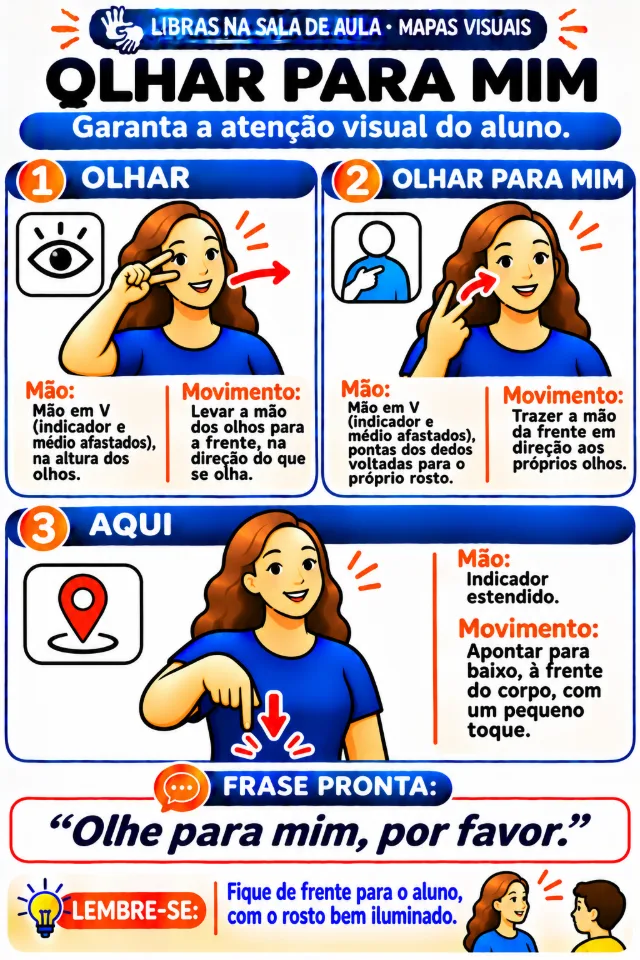 LIBRAS NA SALA DE AULA · MAPAS VISUAIS
OLHAR PARA MIM
Garanta a atenção visual do aluno.
1 OLHAR
Mão:
Mão em V
(indicador e
médio afastados),
na altura dos
olhos.
Movimento:
Levar a mão
dos olhos para
a frente, na
direção do que
se olha.
2 OLHAR PARA MIM
Mão:
Mão em V
(indicador e
médio afastados),
pontas dos dedos
voltadas para o
próprio rosto.
Movimento:
Trazer a mão
da frente em
direção aos
próprios olhos.
3 AQUI
Mão:
Indicador
estendido.
Movimento:
Apontar para
baixo, à frente
do corpo, com
um pequeno
toque.
FRASE PRONTA:
“Olhe para mim, por favor.”
LEMBRE-SE:
Fique de frente para o aluno,
com o rosto bem iluminado.